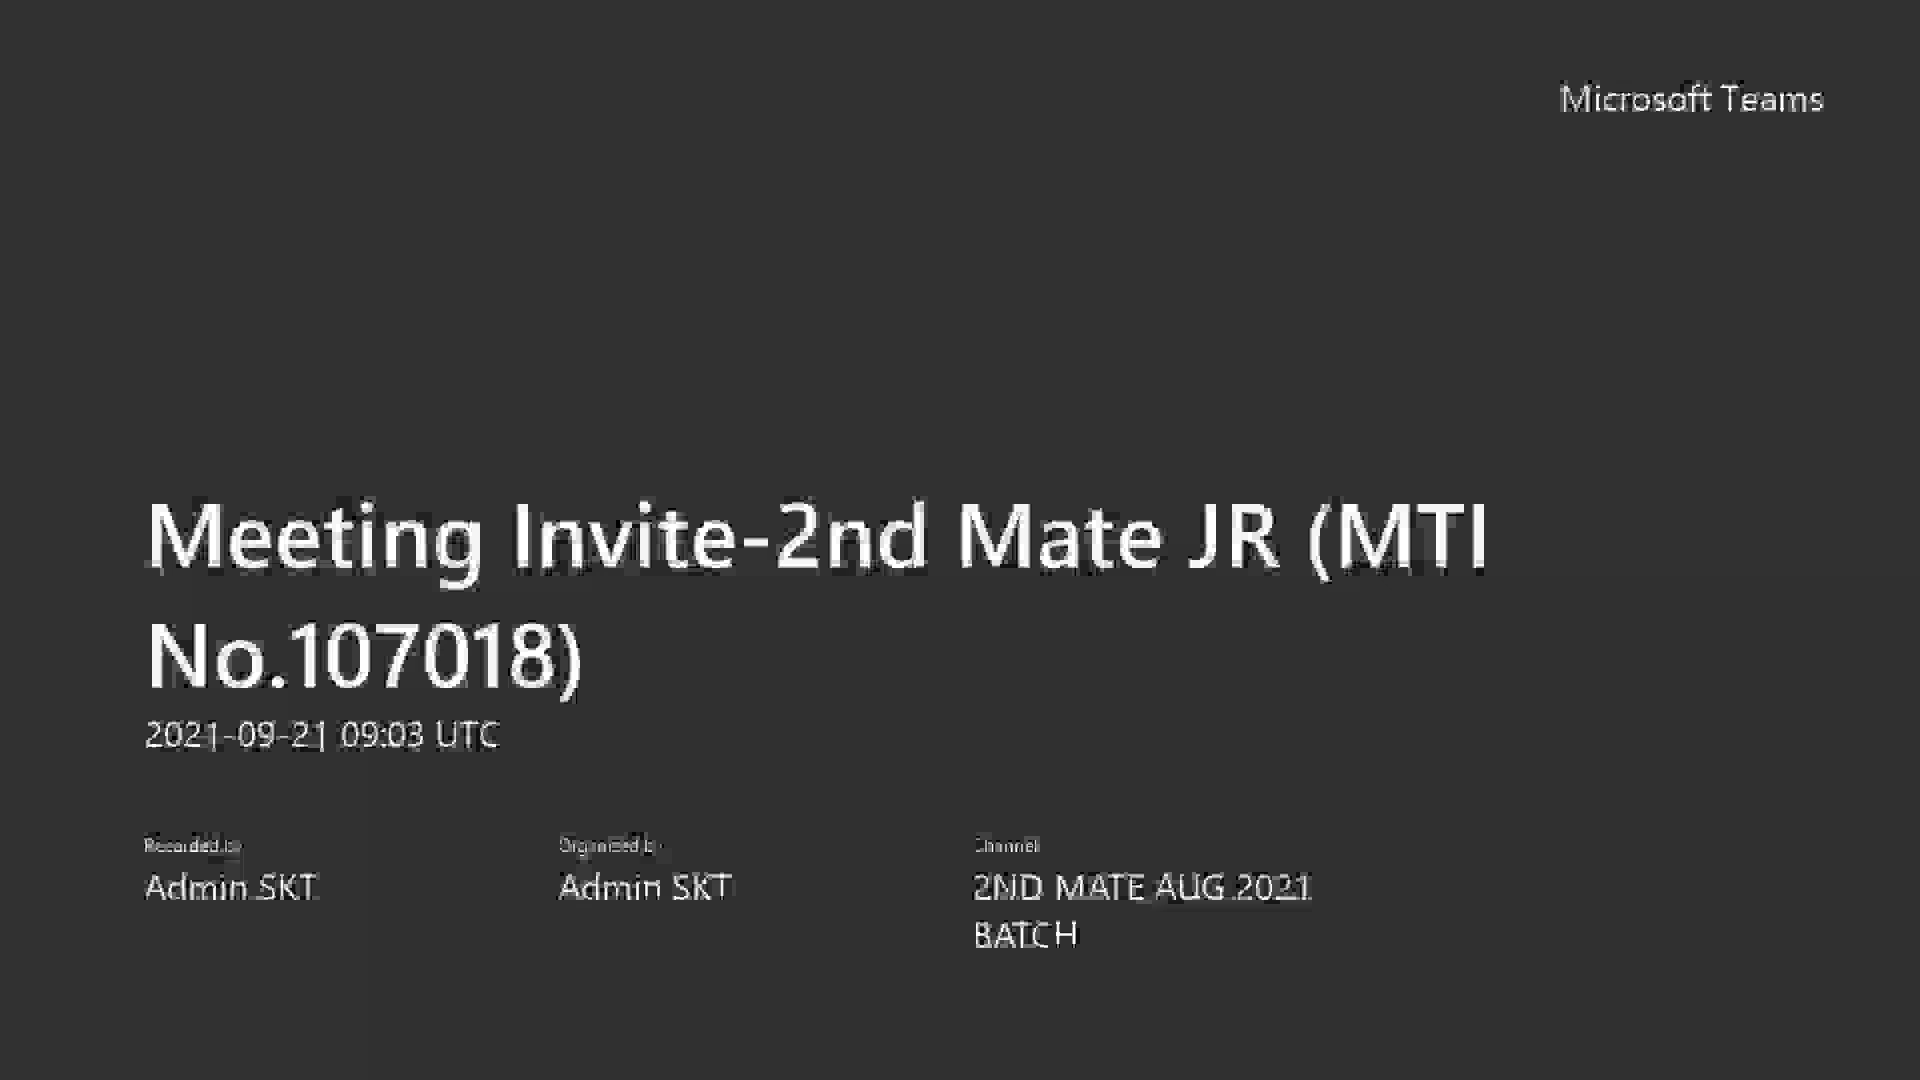 Microsoft Teams
Meeting Invite-2nd Mate JR (MTI
No.107018)
2021-09-21 09:03 UTC
Recorded by
Organized by
Channel
Admin SKT
Admin SKT
2ND MATE AUG 2021
BATCH